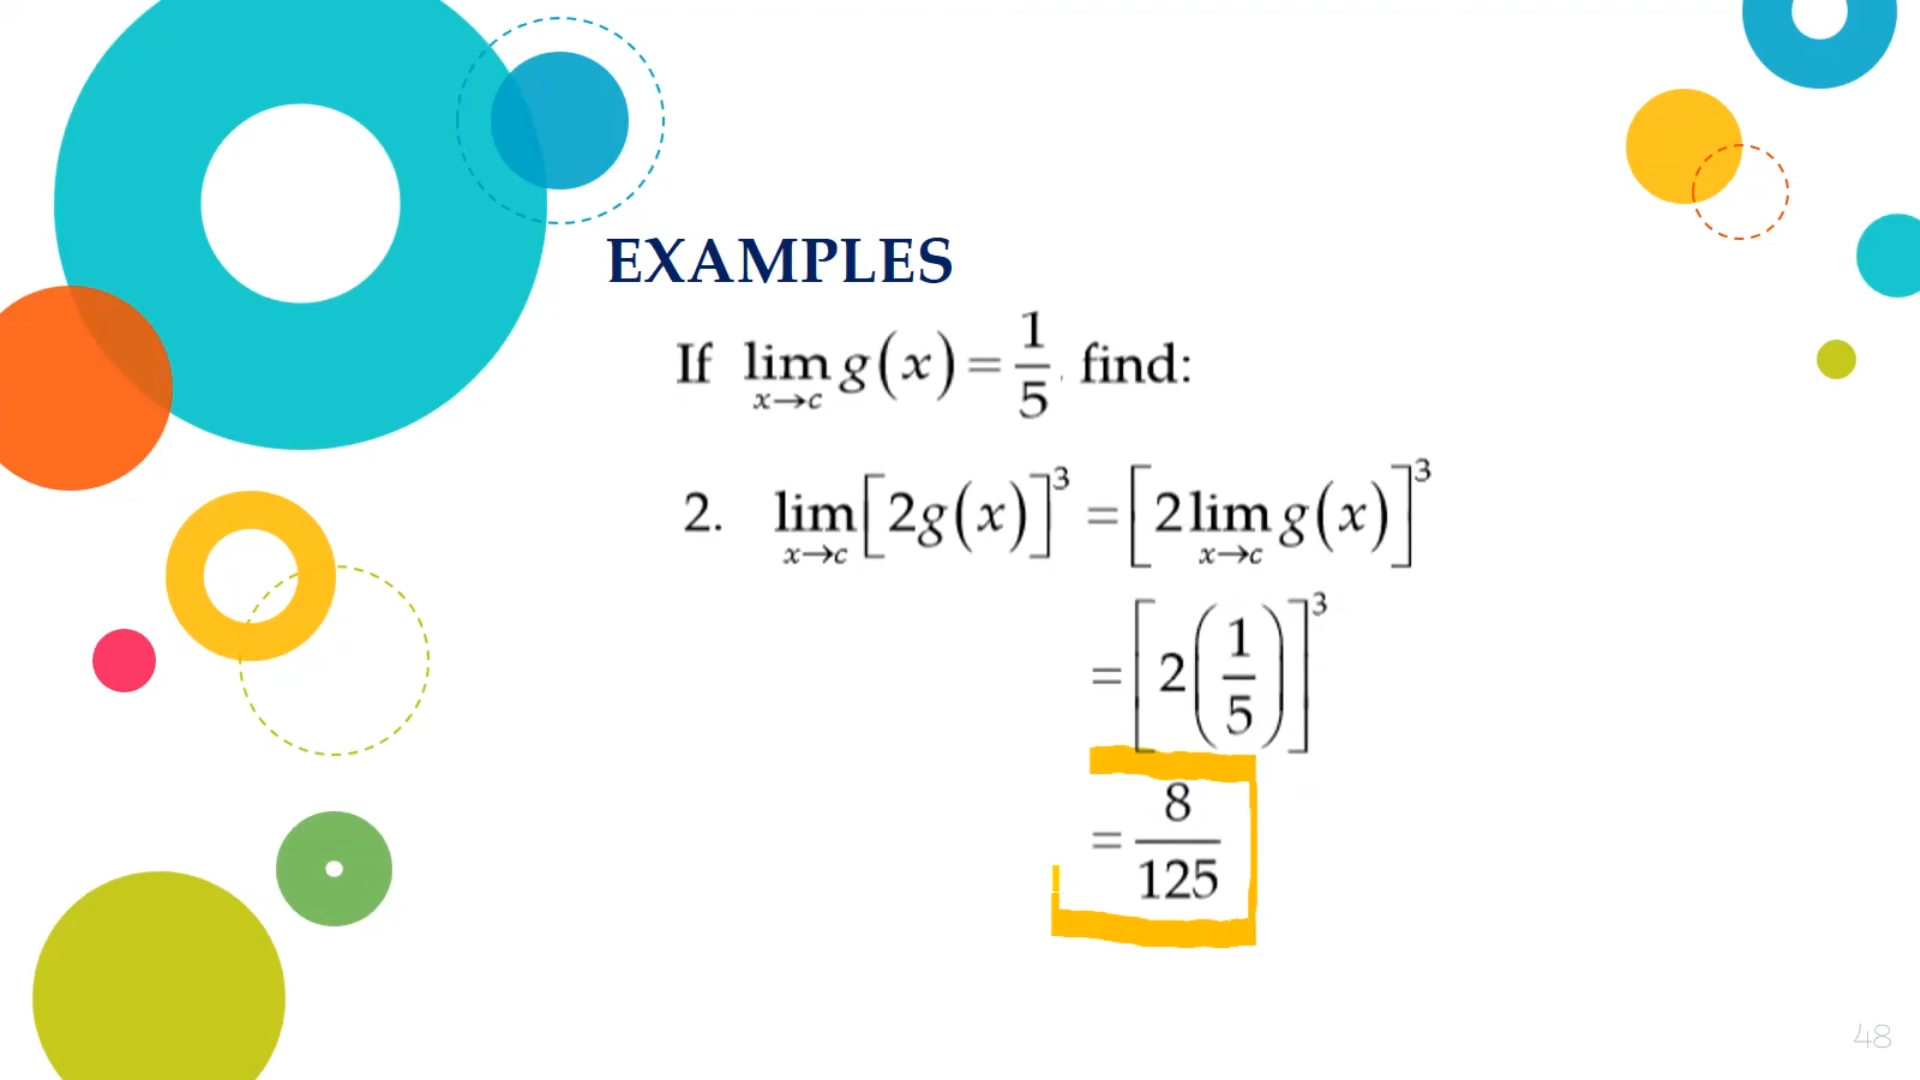 EXAMPLES
If lim x→c g(x) = 1/5, find:
2. lim x→c [2g(x)]³ = [2 lim x→c g(x)]³
= [2(1/5)]³
= 8/125
48